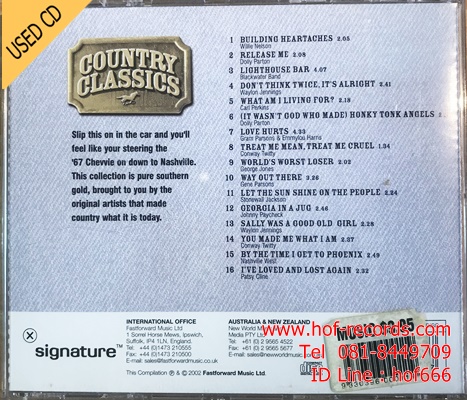 USED CD
COUNTRY
CLASSICS
Slip this on in the car and you'll
feel like your steering the
'67 Chevvie on down to Nashville.
This collection is pure southern
gold, brought to you by the
original artists that made
country what it is today.
1 BUILDING HEARTACHES 2.05
Willie Nelson
2 RELEASE ME 2.08
Dolly Parton
3 LIGHTHOUSE BAR 4.07
Blackwater Band
4 DON'T THINK TWICE, IT'S ALRIGHT 2.41
Waylon Jennings
5 WHAT AM I LIVING FOR? 2.18
Carl Perkins
6 (IT WASN'T GOD WHO MADE) HONKY TONK ANGELS
Dolly Parton
7 LOVE HURTS 4.33
Grant Parsons & Emmylou Harris
8 TREAT ME MEAN, TREAT ME CRUEL 1.34
Conway Twitty
9 WORLD'S WORST LOSER 2.02
George Jones
10 WAY OUT THERE 2.26
Gene Parsons
11 LET THE SUN SHINE ON THE PEOPLE 2.24
Stonewall Jackson
12 GEORGIA IN A JUG 2.46
Johnny Paycheck
13 SALLY WAS A GOOD OLD GIRL 2.28
Waylon Jennings
14 YOU MADE ME WHAT I AM 2.37
Conway Twitty
15 BY THE TIME I GET TO PHOENIX 2.49
Nashville West
16 I'VE LOVED AND LOST AGAIN 2.32
Patsy Cline
signature™
INTERNATIONAL OFFICE
Fastforward Music Ltd
1 Sorrel Horse Mews, Ipswich,
Suffolk, IP4 1LN, England.
Tel: +44 (0)1473 210555
Fax: +44 (0)1473 210500
Email: sales@fastforwardmusic.co.uk
AUSTRALIA & NEW ZEALAND
New World
Media PTY
Tel: +61 (0) 2 9565 4522
Fax: +61 (0) 2 9565 5677
Email: sales@newworldmusic
This Compilation ℗ & © 2002 Fastforward Music Ltd.
www.hof-records.com
Tel 081-8449709
ID Line : hof666